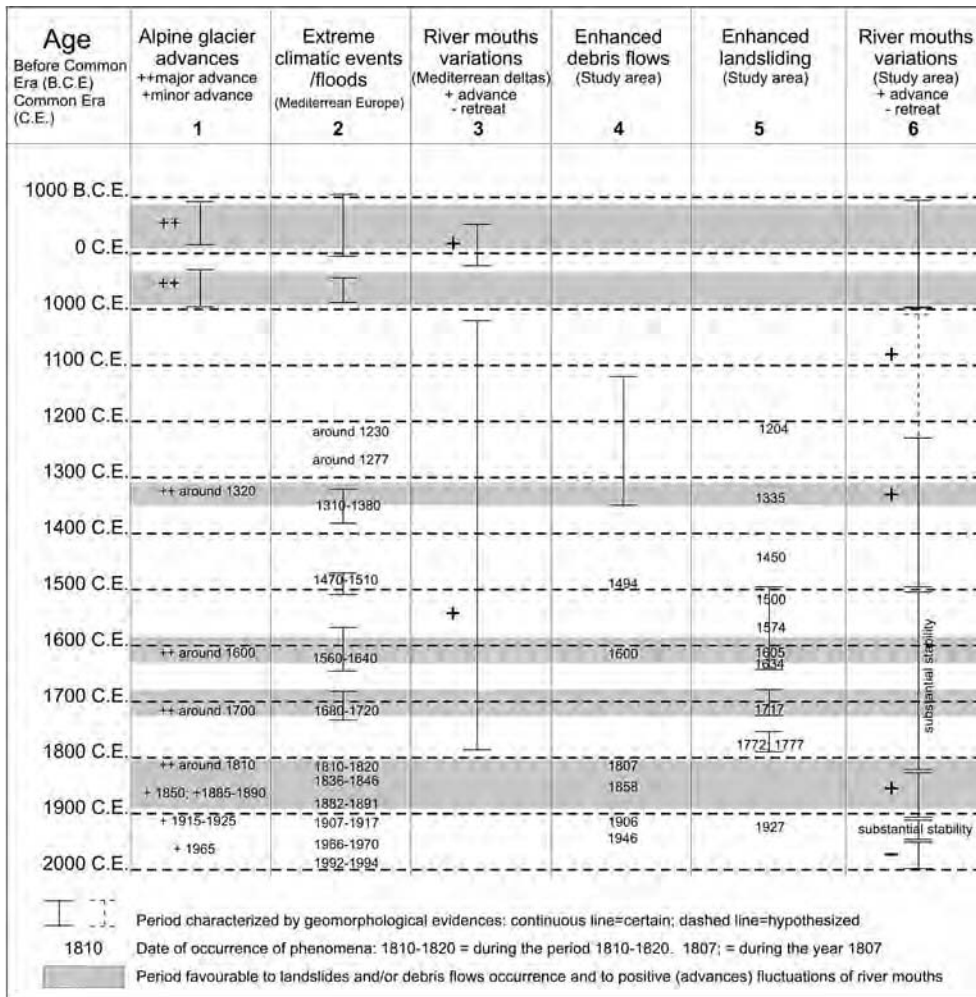 Age
Before Common
Era (B.C.E)
Common Era
(C.E.)
Alpine glacier
advances
++major advance
+minor advance
1
Extreme
climatic events
/floods
(Mediterrean Europe)
2
River mouths
variations
(Mediterrean deltas)
+ advance
- retreat
3
Enhanced
debris flows
(Study area)
4
Enhanced
landsliding
(Study area)
5
River mouths
variations
(Study area)
+ advance
- retreat
6
1000 B.C.E.
++
+
0 C.E.
++
1000 C.E.
+
1100 C.E.
1200 C.E.
around 1230
1204
around 1277
1300 C.E.
++ around 1320
1310-1380
1335
+
1400 C.E.
1450
1470-1510
1494
1500 C.E.
1500
+
1574
1600 C.E.
++ around 1600
1560-1640
1600
1605
1634
substantial stability
1700 C.E.
++ around 1700
1680-1720
1717
1772; 1777
1800 C.E.
++ around 1810
1810-1820
1807
1836-1846
1858
+ 1850; +1885-1890
+
1882-1891
1900 C.E.
+ 1915-1925
1907-1917
1906
1927
substantial stability
1946
+ 1965
1966-1970
-
1992-1994
2000 C.E.
Period characterized by geomorphological evidences: continuous line=certain; dashed line=hypothesized
1810 Date of occurrence of phenomena: 1810-1820 = during the period 1810-1820. 1807; = during the year 1807
Period favourable to landslides and/or debris flows occurrence and to positive (advances) fluctuations of river mouths